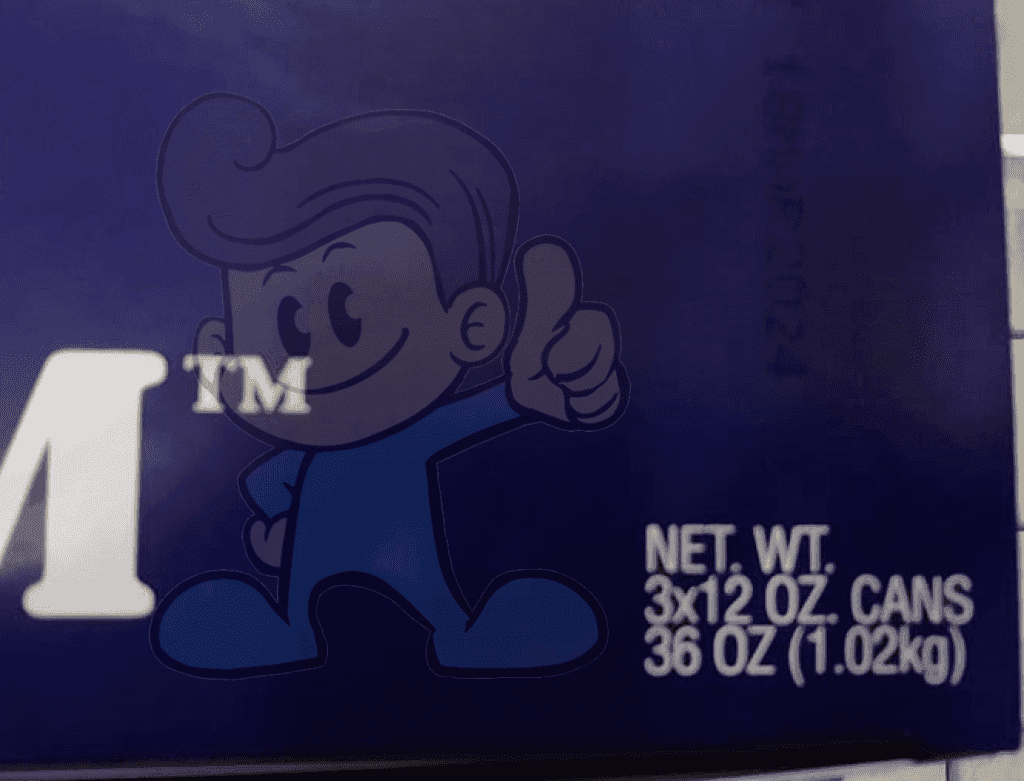 M™
NET. WT.
3x12 OZ. CANS
36 OZ (1.02kg)